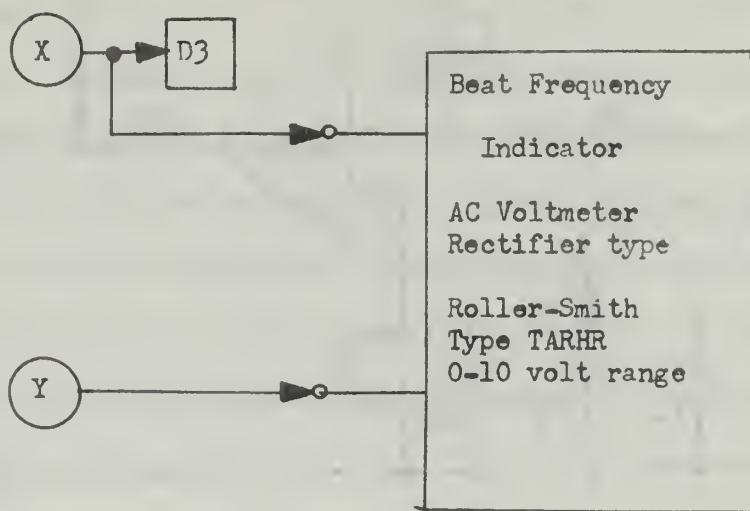 X
D3
Beat Frequency
Indicator
AC Voltmeter
Rectifier type
Roller-Smith
Type TARHR
0-10 volt range
Y